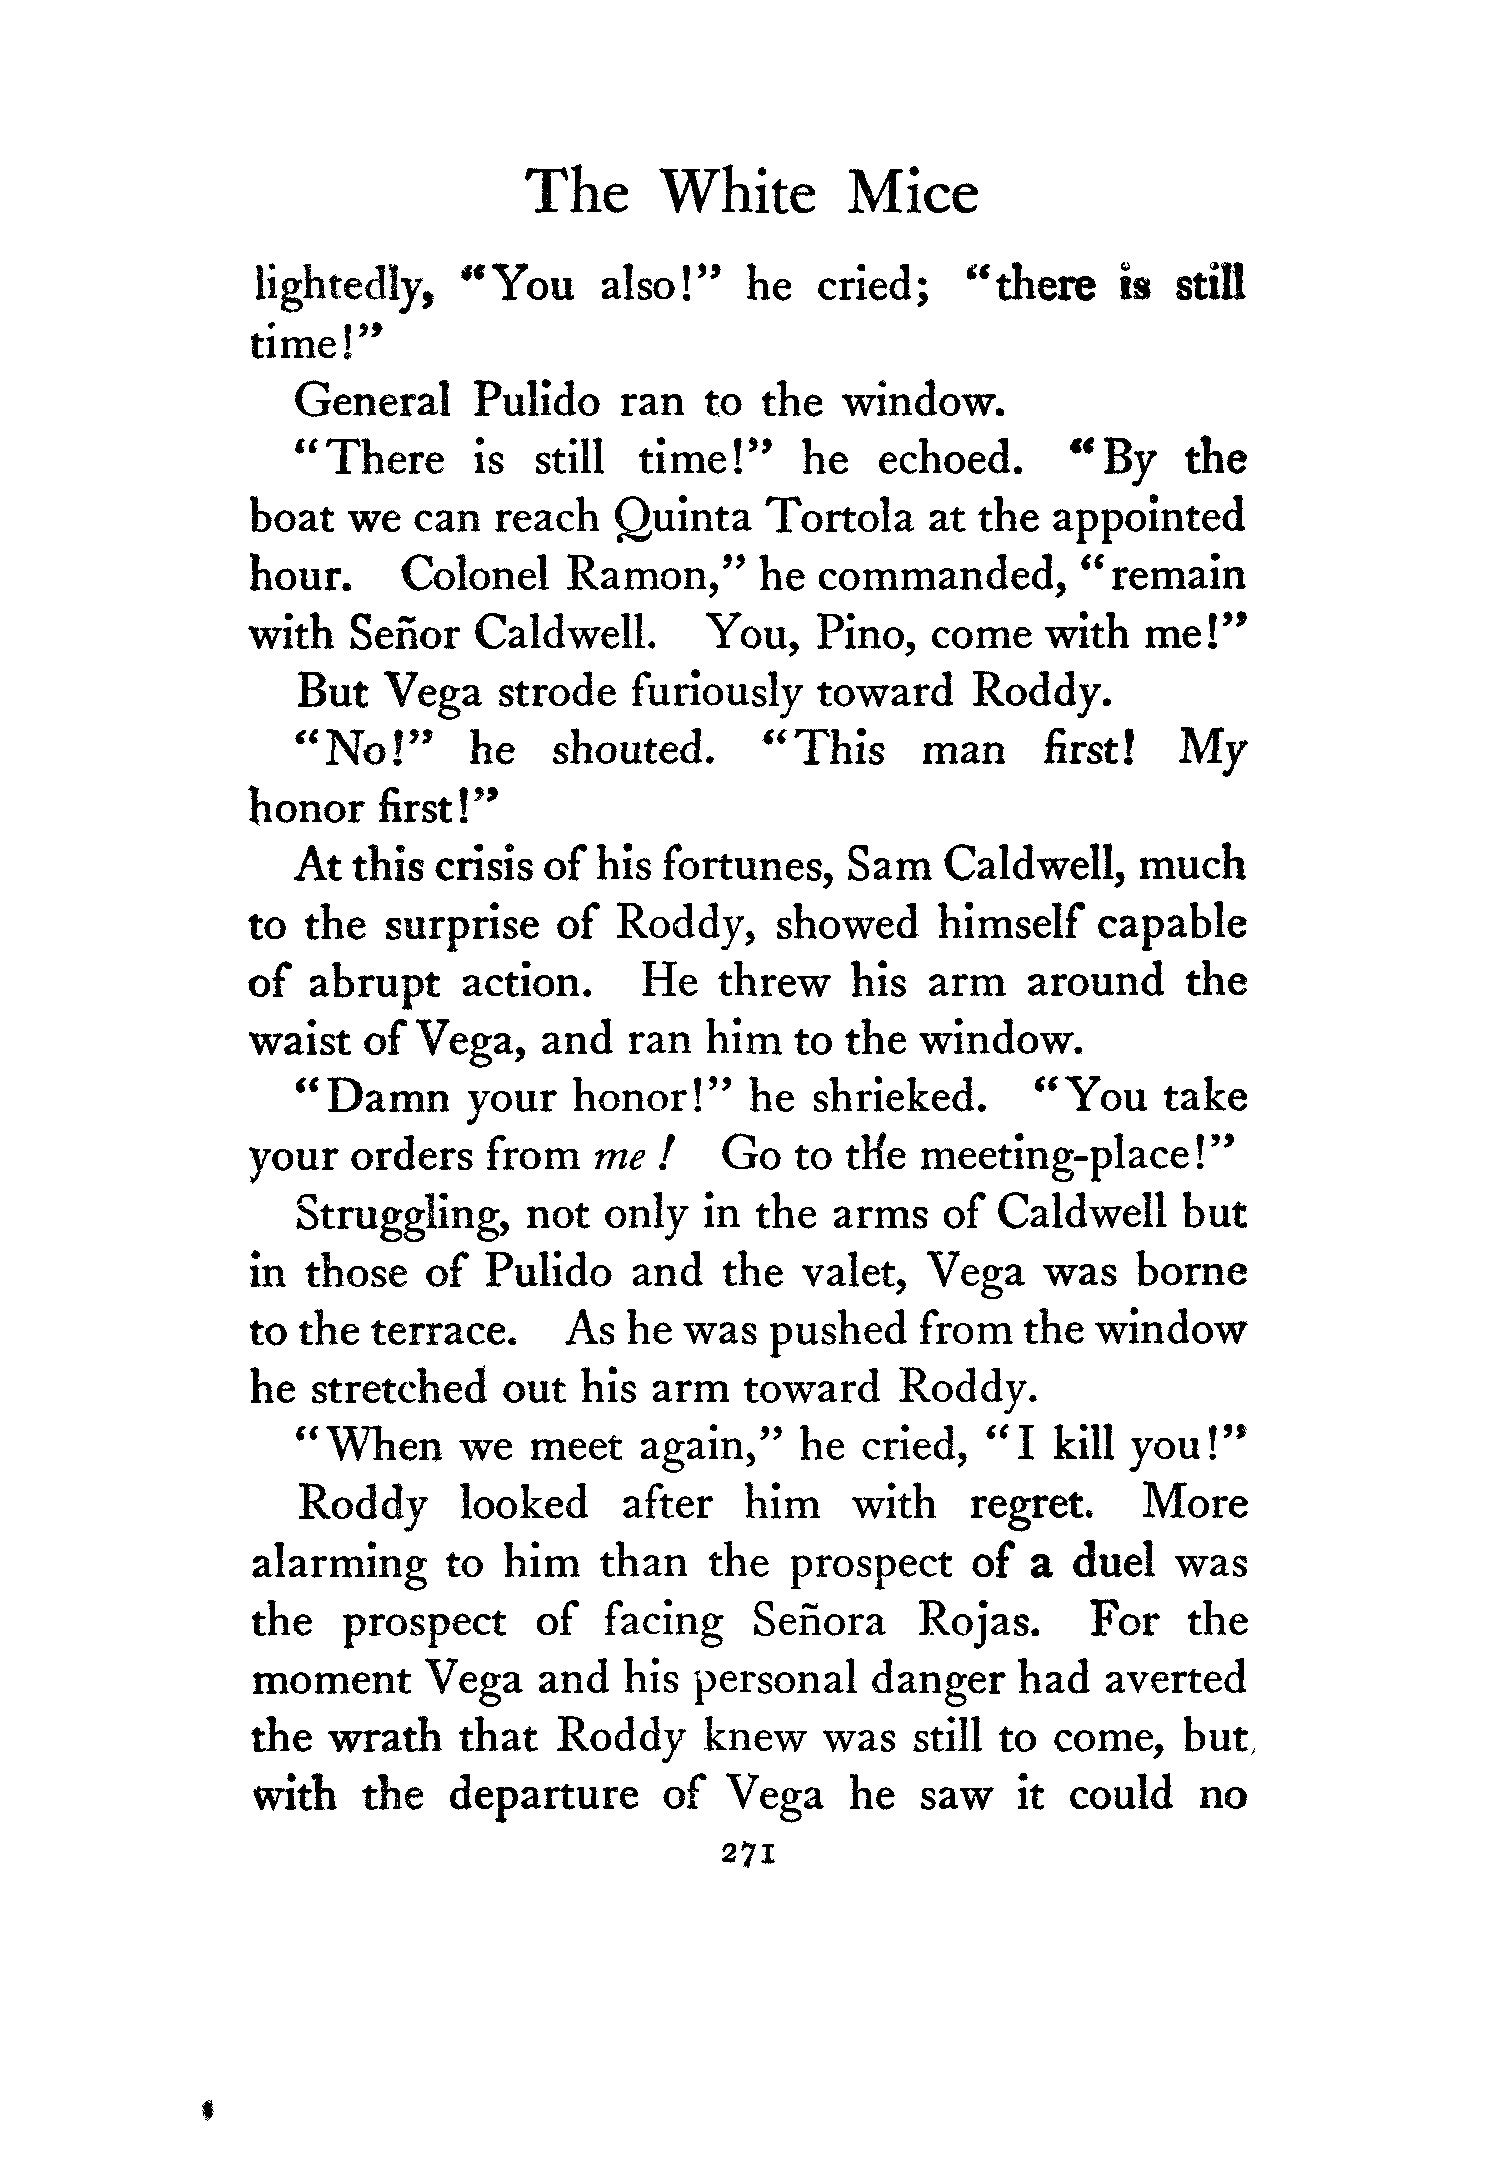 The White Mice
lightedly, "You also!" he cried; "there is still
time!"
General Pulido ran to the window.
"There is still time!" he echoed. "By the
boat we can reach Quinta Tortola at the appointed
hour. Colonel Ramon," he commanded, "remain
with Señor Caldwell. You, Pino, come with me!"
But Vega strode furiously toward Roddy.
"No!" he shouted. "This man first! My
honor first!"
At this crisis of his fortunes, Sam Caldwell, much
to the surprise of Roddy, showed himself capable
of abrupt action. He threw his arm around the
waist of Vega, and ran him to the window.
"Damn your honor!" he shrieked. "You take
your orders from me! Go to the meeting-place!"
Struggling, not only in the arms of Caldwell but
in those of Pulido and the valet, Vega was borne
to the terrace. As he was pushed from the window
he stretched out his arm toward Roddy.
"When we meet again," he cried, "I kill you!"
Roddy looked after him with regret. More
alarming to him than the prospect of a duel was
the prospect of facing Señora Rojas. For the
moment Vega and his personal danger had averted
the wrath that Roddy knew was still to come, but,
with the departure of Vega he saw it could no
271